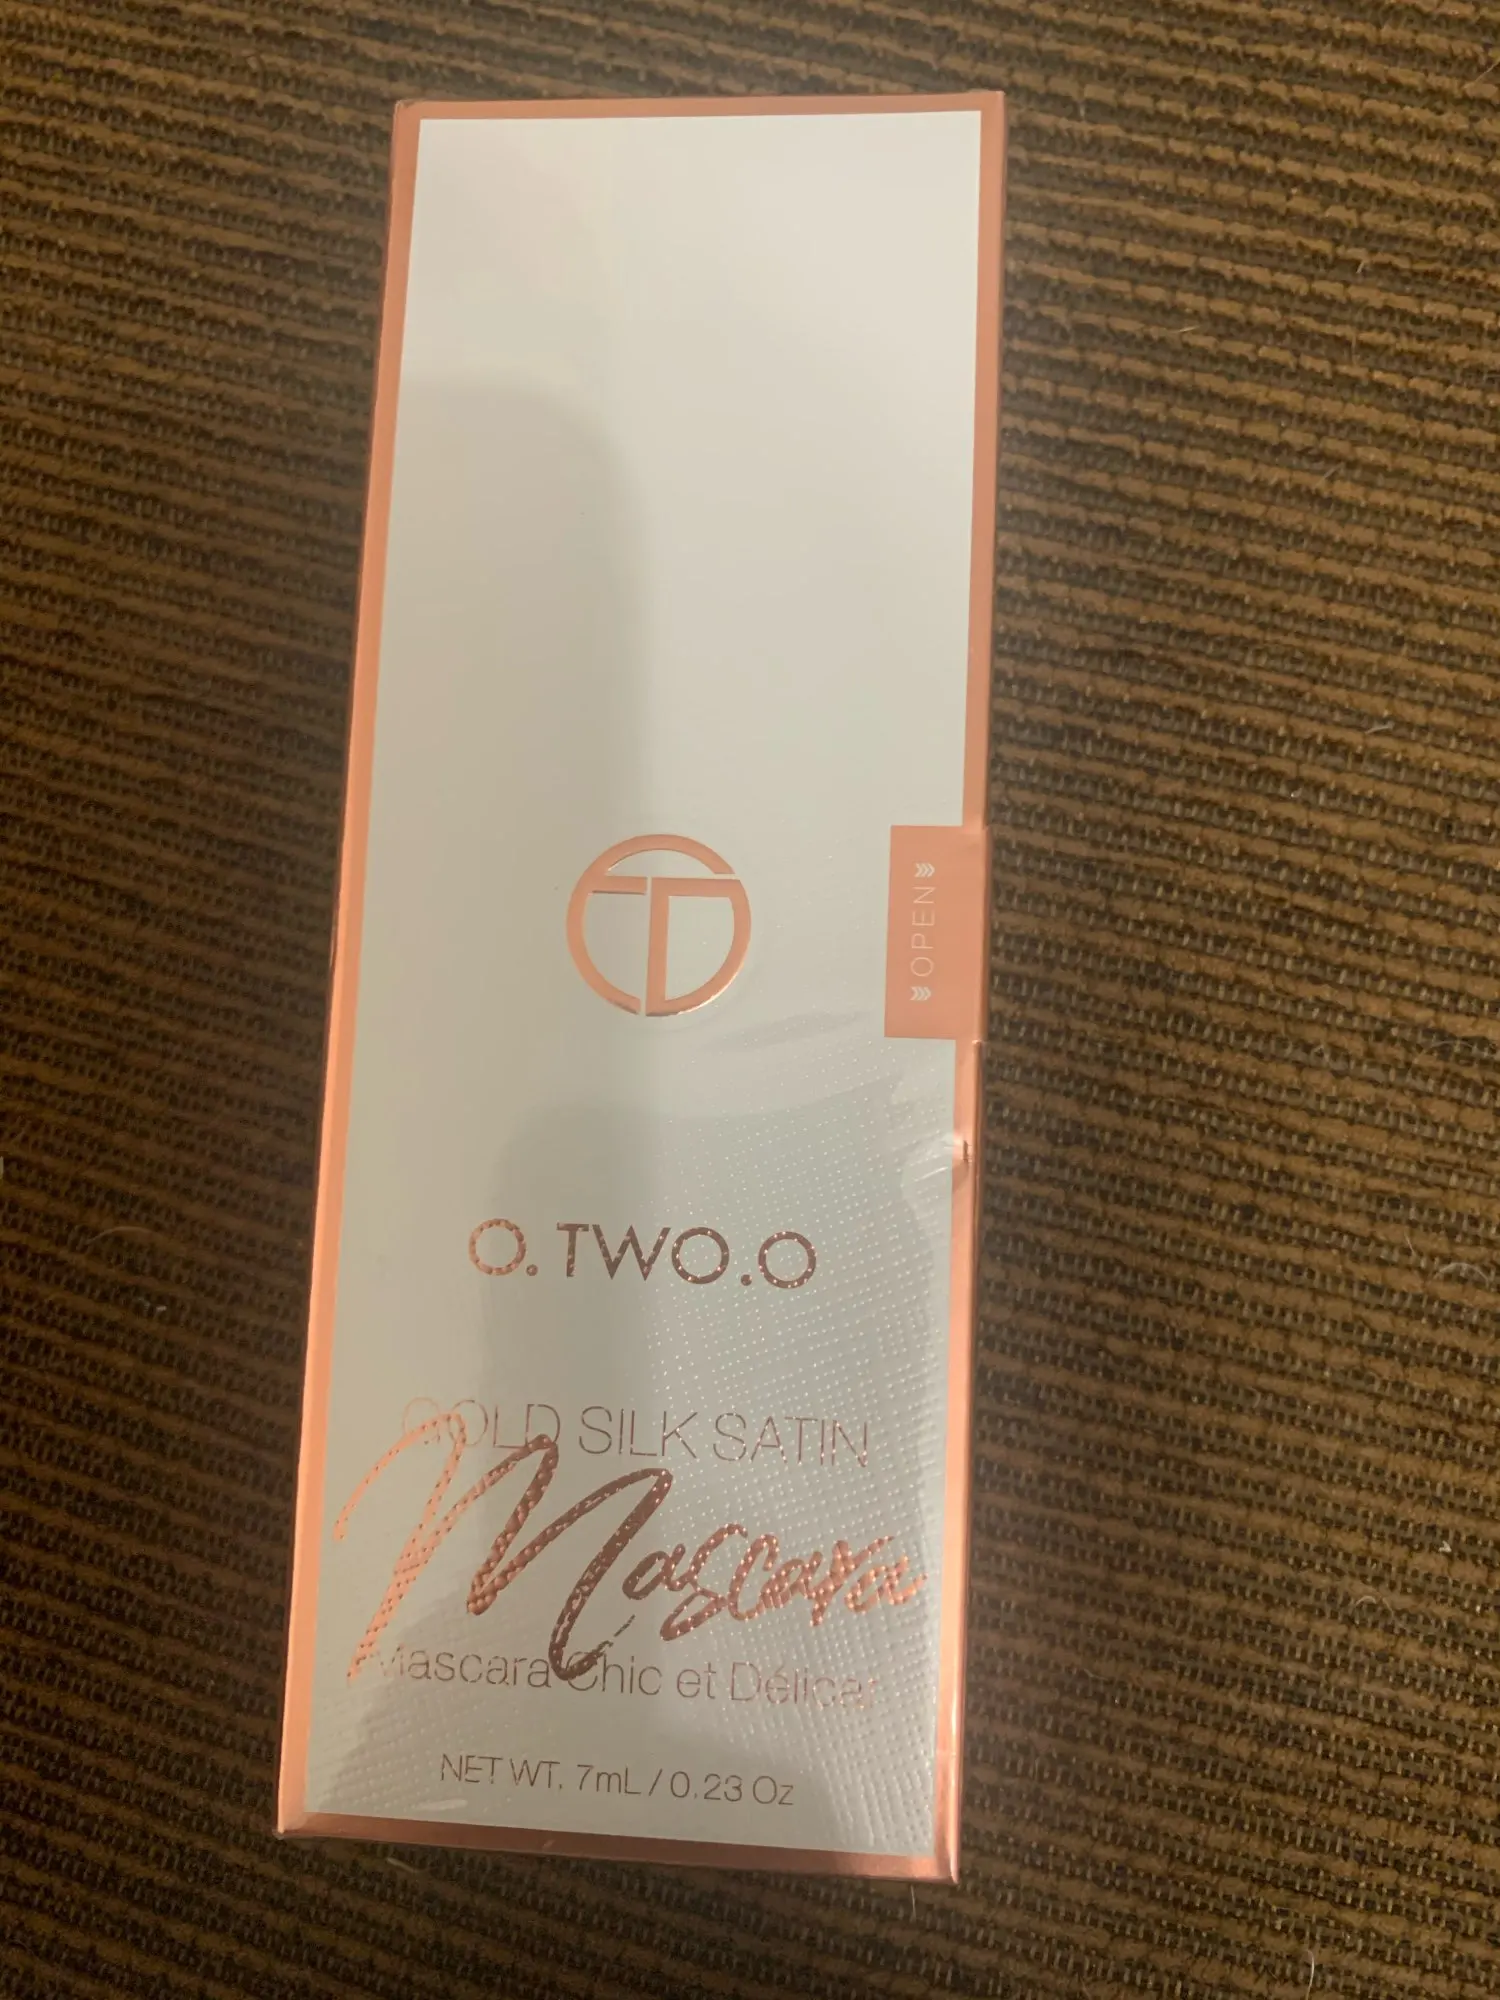 OPEN
O.TWO.O
GOLD SILK SATIN
Mascara
Mascara Chic et Délicat
NET WT. 7mL / 0.23 Oz